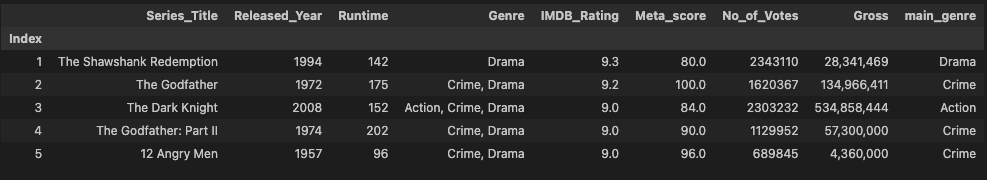 Series_Title Released_Year Runtime Genre IMDB_Rating Meta_score No_of_Votes Gross main_genre
Index
1 The Shawshank Redemption 1994 142 Drama 9.3 80.0 2343110 28,341,469 Drama
2 The Godfather 1972 175 Crime, Drama 9.2 100.0 1620367 134,966,411 Crime
3 The Dark Knight 2008 152 Action, Crime, Drama 9.0 84.0 2303232 534,858,444 Action
4 The Godfather: Part II 1974 202 Crime, Drama 9.0 90.0 1129952 57,300,000 Crime
5 12 Angry Men 1957 96 Crime, Drama 9.0 96.0 689845 4,360,000 Crime